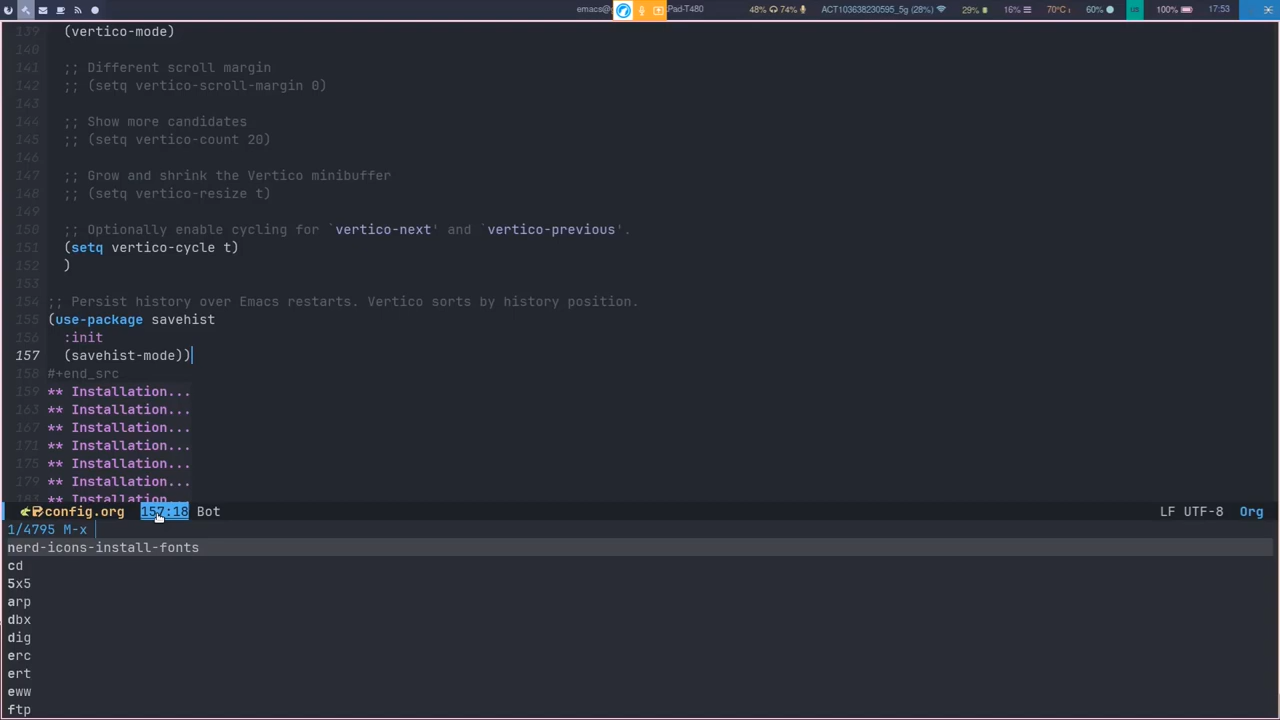 emacs@
Pad-T480
48% 74%
ACT103638230595_5g (28%)
29%
16%
70°C
60%
100%
17:53
139 (vertico-mode)
140
141 ;; Different scroll margin
142 ;; (setq vertico-scroll-margin 0)
143
144 ;; Show more candidates
145 ;; (setq vertico-count 20)
146
147 ;; Grow and shrink the Vertico minibuffer
148 ;; (setq vertico-resize t)
149
150 ;; Optionally enable cycling for `vertico-next' and `vertico-previous'.
151 (setq vertico-cycle t)
152 )
153
154 ;; Persist history over Emacs restarts. Vertico sorts by history position.
155 (use-package savehist
156 :init
157 (savehist-mode))
158 #+end_src
159 ** Installation...
163 ** Installation...
167 ** Installation...
171 ** Installation...
175 ** Installation...
179 ** Installation...
183 ** Installation...
config.org 157:18 Bot LF UTF-8 Org
1/4795 M-x
nerd-icons-install-fonts
cd
5x5
arp
dbx
dig
erc
ert
eww
ftp